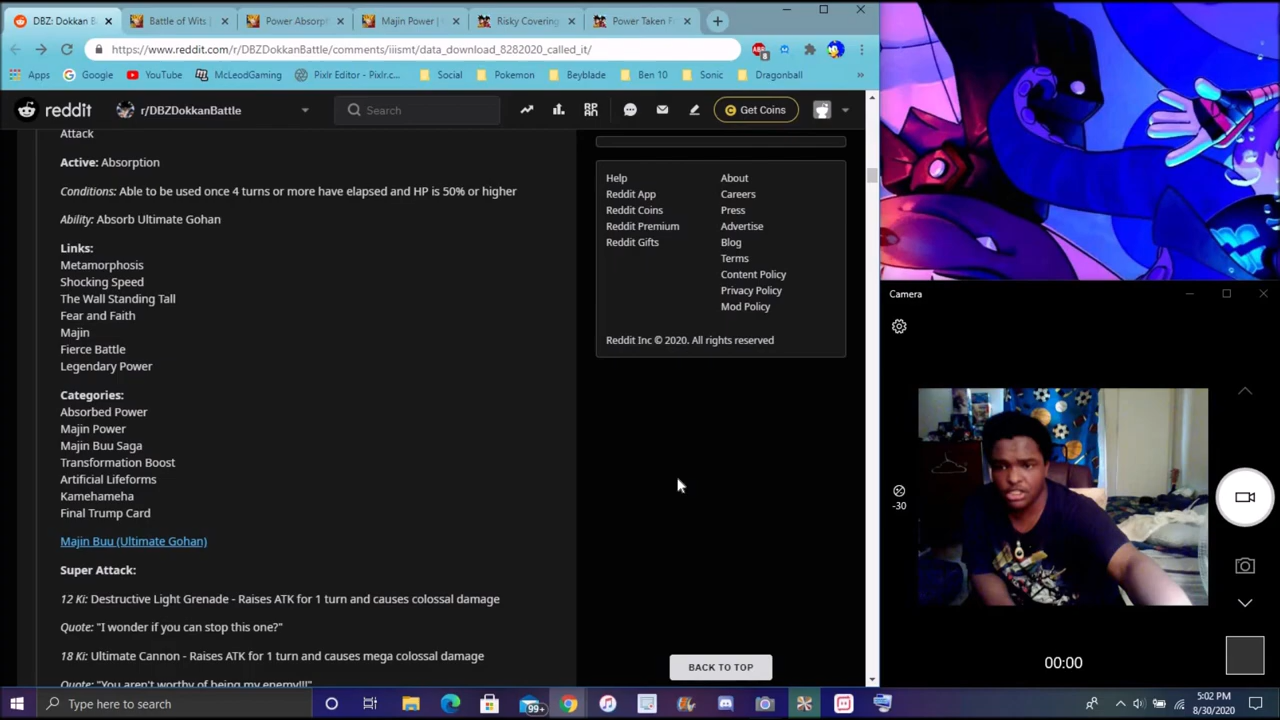 DBZ: Dokkan B
Battle of Wits |
Power Absorp
Majin Power |
Risky Covering
Power Taken F
https://www.reddit.com/r/DBZDokkanBattle/comments/iiismt/data_download_8282020_called_it/
Apps
Google
YouTube
McLeodGaming
Pixlr Editor - Pixlr.c...
Social
Pokemon
Beyblade
Ben 10
Sonic
Dragonball
reddit
r/DBZDokkanBattle
Search
Get Coins
Attack
Active: Absorption
Conditions: Able to be used once 4 turns or more have elapsed and HP is 50% or higher
Ability: Absorb Ultimate Gohan
Links:
Metamorphosis
Shocking Speed
The Wall Standing Tall
Fear and Faith
Majin
Fierce Battle
Legendary Power
Categories:
Absorbed Power
Majin Power
Majin Buu Saga
Transformation Boost
Artificial Lifeforms
Kamehameha
Final Trump Card
Majin Buu (Ultimate Gohan)
Super Attack:
12 Ki: Destructive Light Grenade - Raises ATK for 1 turn and causes colossal damage
Quote: "I wonder if you can stop this one?"
18 Ki: Ultimate Cannon - Raises ATK for 1 turn and causes mega colossal damage
Quote: "You aren't worthy of being my enemy!!!"
Help
About
Reddit App
Careers
Reddit Coins
Press
Reddit Premium
Advertise
Reddit Gifts
Blog
Terms
Content Policy
Privacy Policy
Mod Policy
Reddit Inc © 2020. All rights reserved
BACK TO TOP
Camera
-30
00:00
Type here to search
99+
5:02 PM
8/30/2020